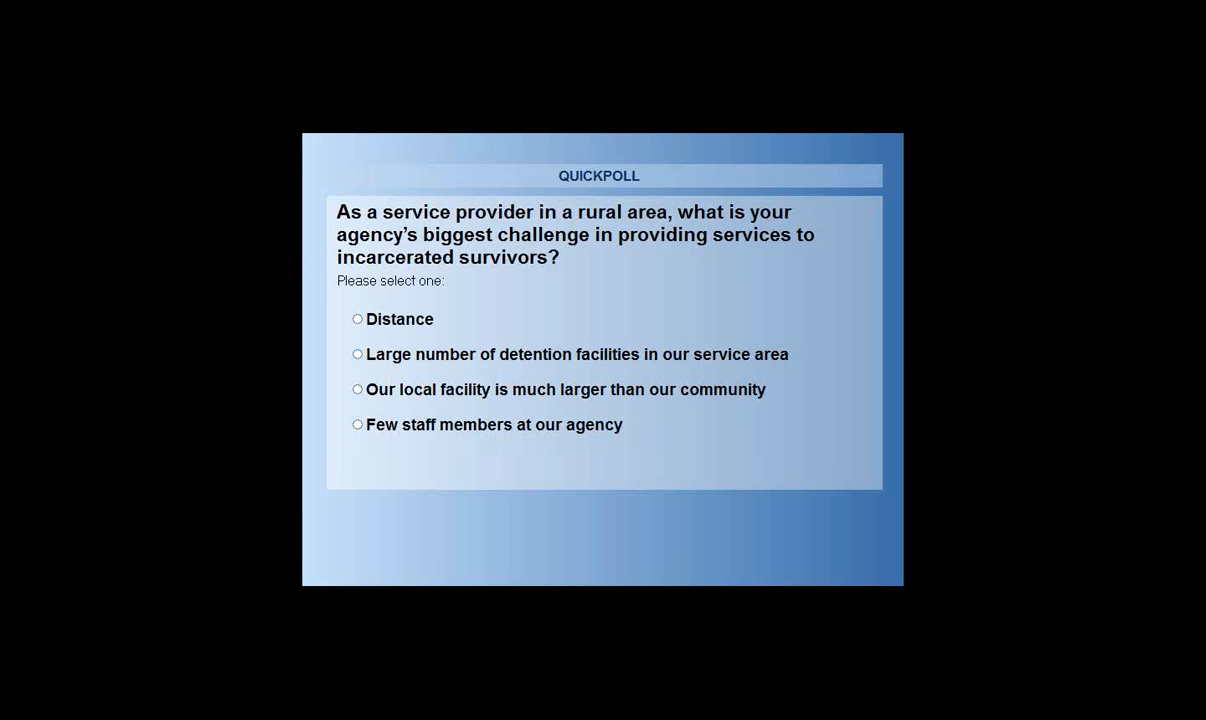 QUICKPOLL
As a service provider in a rural area, what is your
agency’s biggest challenge in providing services to
incarcerated survivors?
Please select one:
Distance
Large number of detention facilities in our service area
Our local facility is much larger than our community
Few staff members at our agency